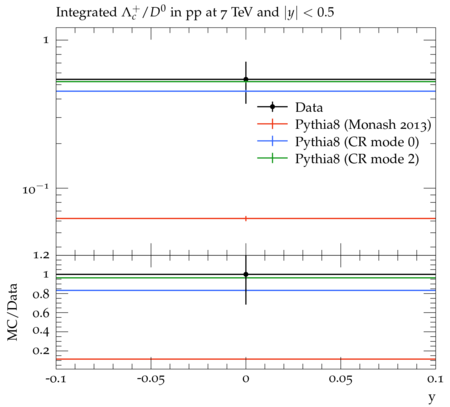 Integrated Λc+/D0 in pp at 7 TeV and |y| < 0.5
1
Data
Pythia8 (Monash 2013)
Pythia8 (CR mode 0)
Pythia8 (CR mode 2)
10−1
1.2
1
0.8
0.6
0.4
0.2
MC/Data
-0.1 -0.05 0 0.05 0.1
y